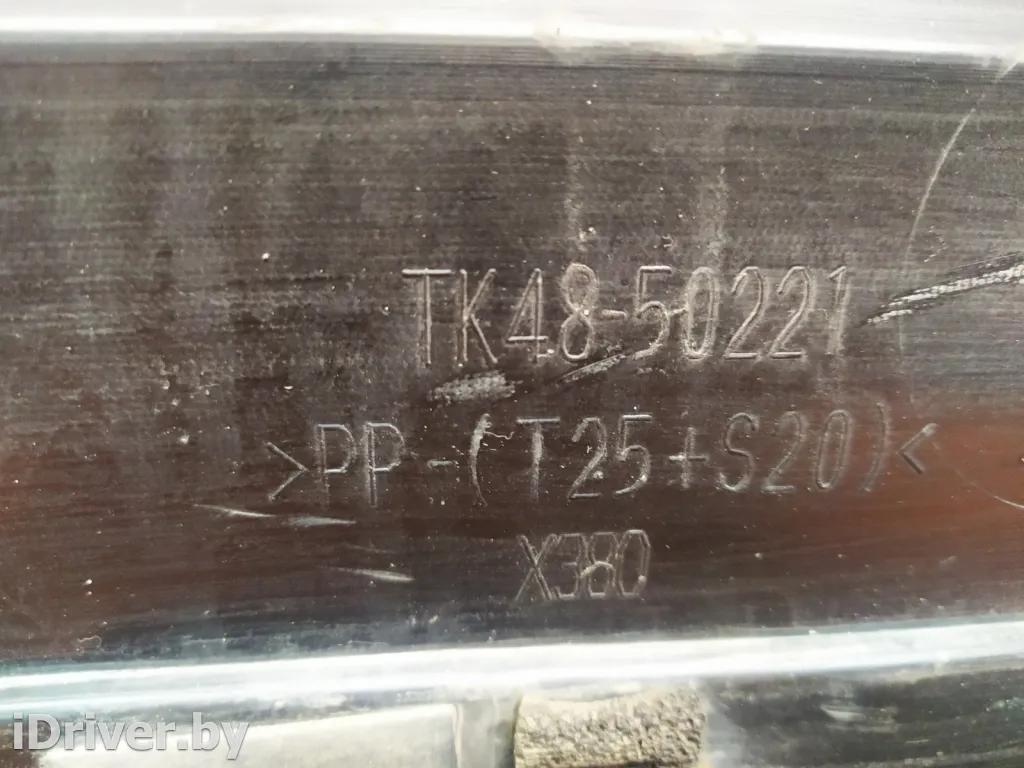 TK48-50221
>PP-(T25+S20)<
X380
iDriver.by